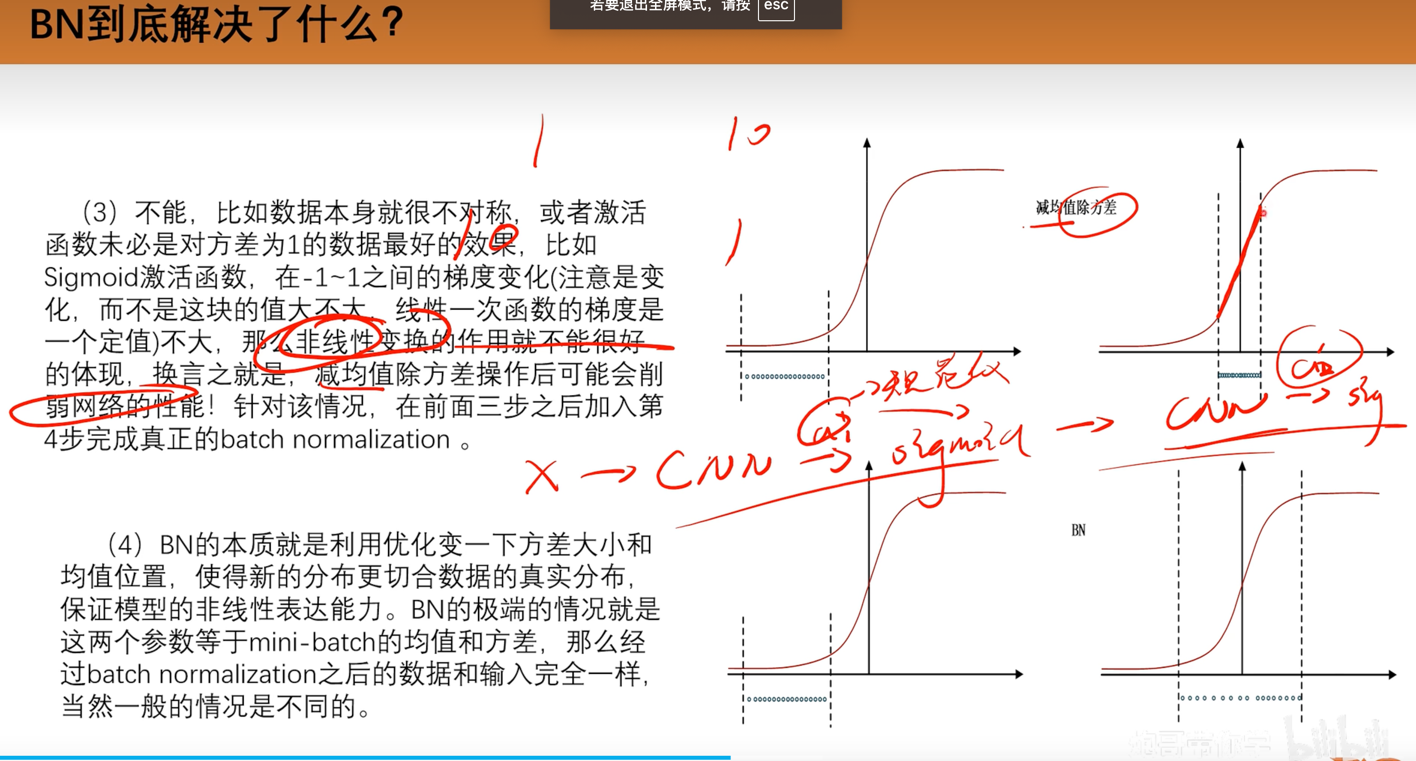 若要退出全屏模式，请按 esc
BN到底解决了什么？
1
10
10
1
（3）不能，比如数据本身就很不对称，或者激活
函数未必是对方差为1的数据最好的效果，比如
Sigmoid激活函数，在-1~1之间的梯度变化(注意是变
化，而不是这块的值大不大，线性一次函数的梯度是
一个定值)不大，那么非线性变换的作用就不能很好
的体现，换言之就是，减均值除方差操作后可能会削
弱网络的性能！针对该情况，在前面三步之后加入第
4步完成真正的batch normalization 。
减均值除方差
X → CNN → sigmoid → CNN → sig
（4）BN的本质就是利用优化变一下方差大小和
均值位置，使得新的分布更切合数据的真实分布，
保证模型的非线性表达能力。BN的极端的情况就是
这两个参数等于mini-batch的均值和方差，那么经
过batch normalization之后的数据和输入完全一样，
当然一般的情况是不同的。
BN
bilibili